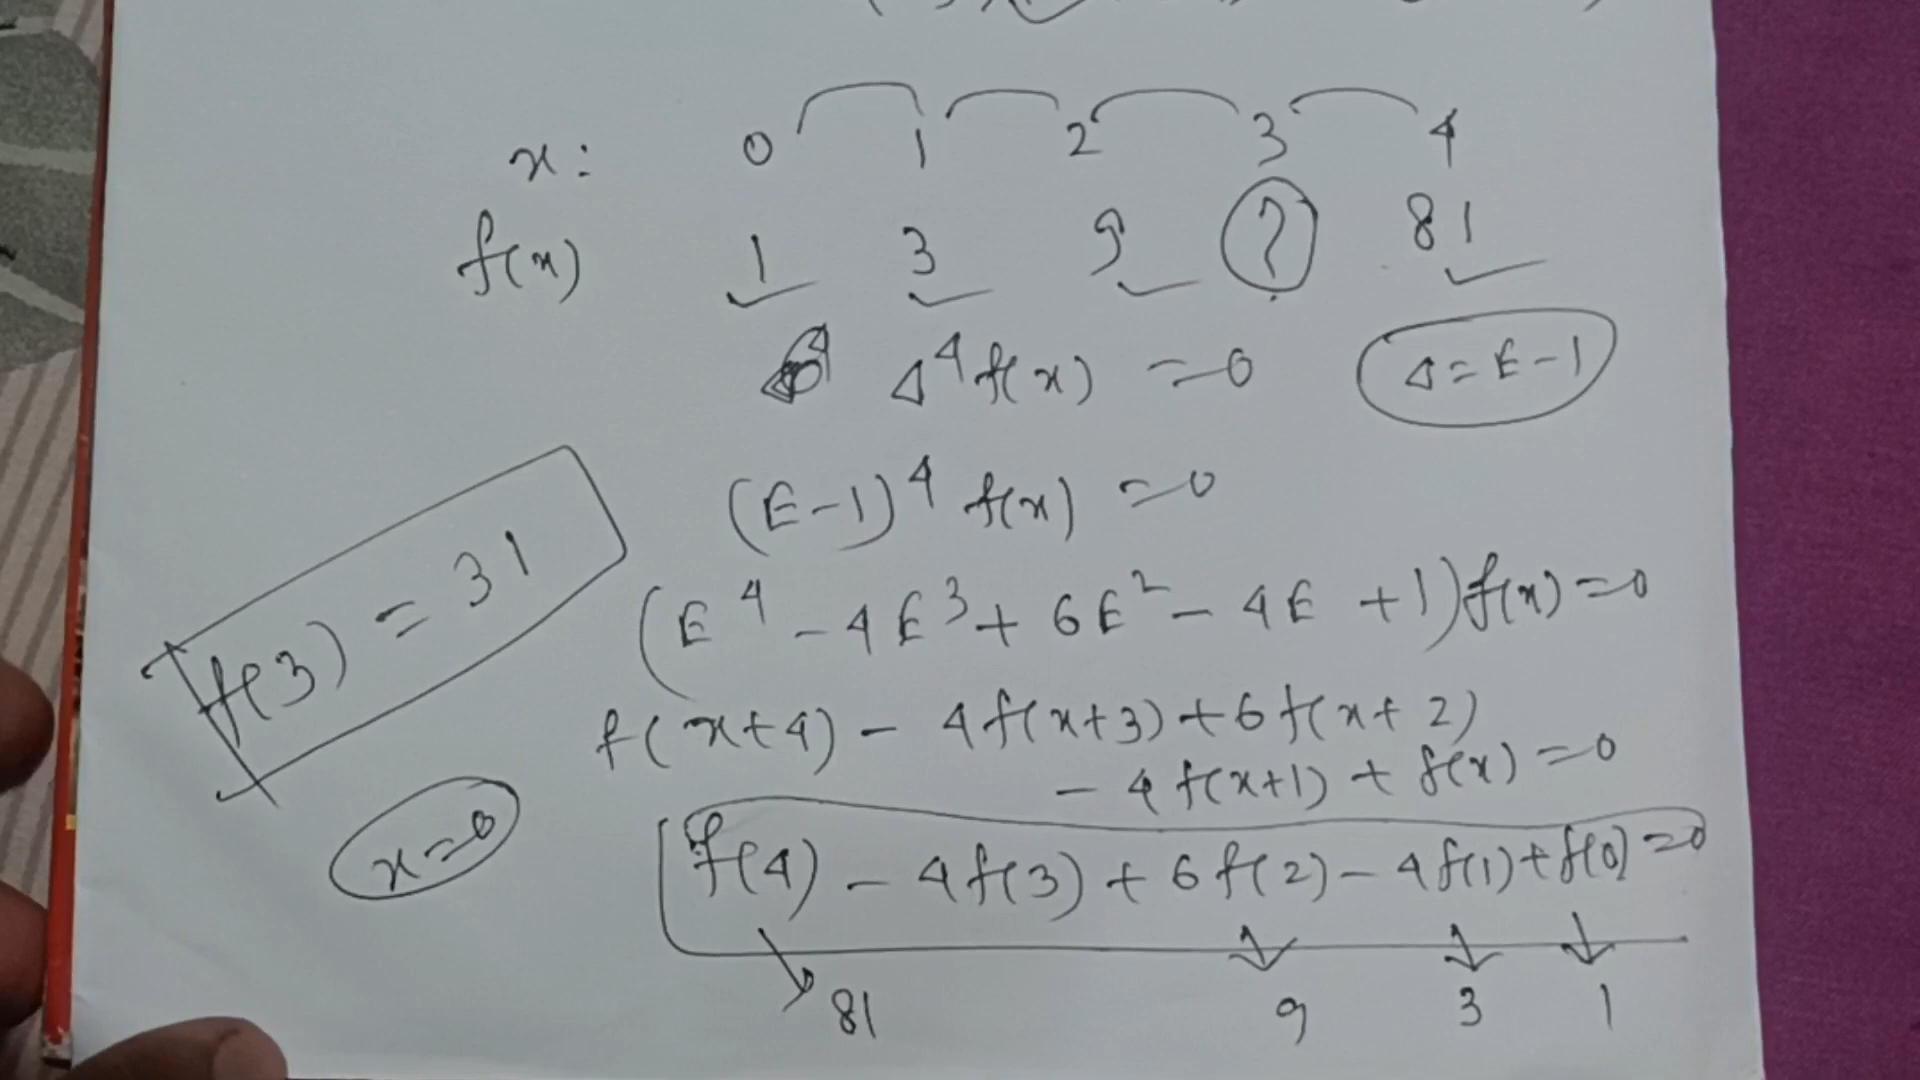 x: 0 1 2 3 4
f(x) 1 3 9 ? 81
Δ⁴f(x) = 0 Δ = E - 1
(E-1)⁴ f(x) = 0
(E⁴ - 4E³ + 6E² - 4E + 1) f(x) = 0
f(3) = 31
f(x+4) - 4f(x+3) + 6f(x+2)
- 4f(x+1) + f(x) = 0
x=0
f(4) - 4f(3) + 6f(2) - 4f(1) + f(0) = 0
81 9 3 1